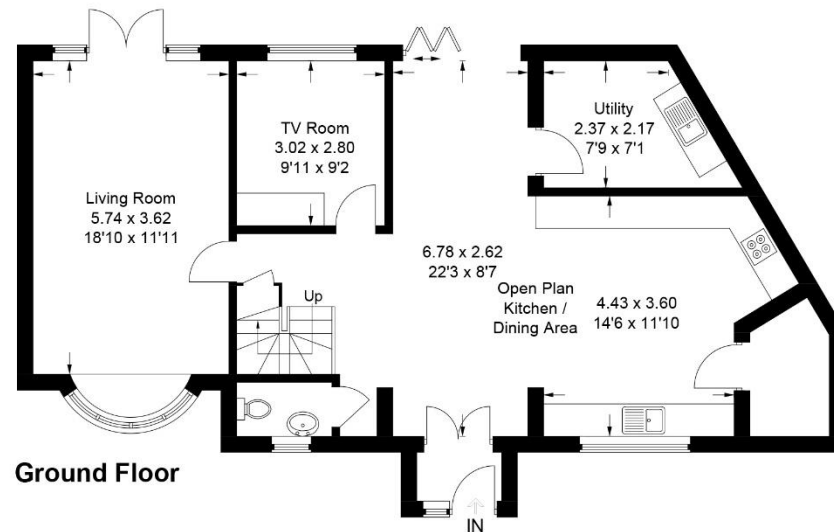 TV Room
3.02 x 2.80
9'11 x 9'2
Utility
2.37 x 2.17
7'9 x 7'1
Living Room
5.74 x 3.62
18'10 x 11'11
6.78 x 2.62
22'3 x 8'7
Open Plan
Kitchen /
Dining Area
4.43 x 3.60
14'6 x 11'10
Up
Ground Floor
IN